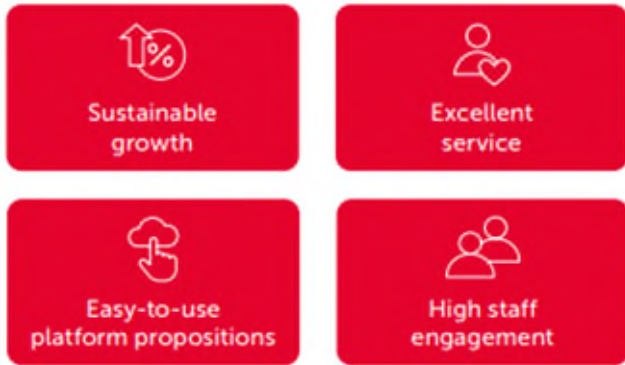 Sustainable
growth
Excellent
service
Easy-to-use
platform propositions
High staff
engagement